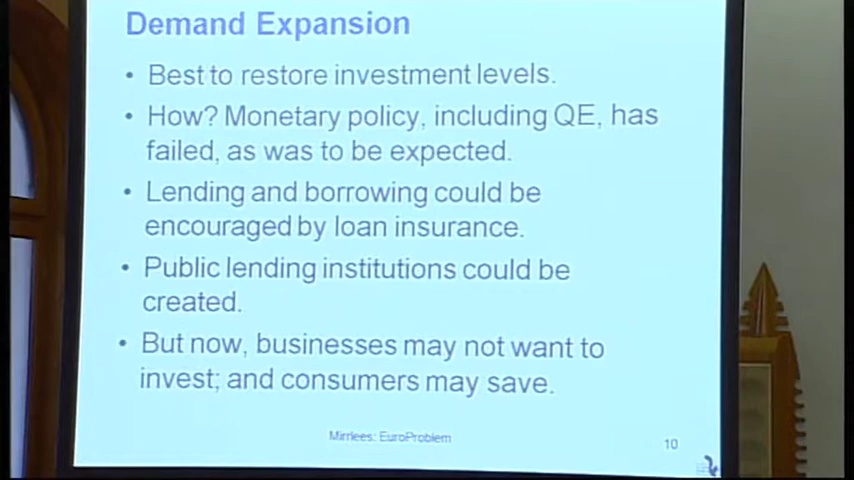 Demand Expansion
• Best to restore investment levels.
• How? Monetary policy, including QE, has
failed, as was to be expected.
• Lending and borrowing could be
encouraged by loan insurance.
• Public lending institutions could be
created.
• But now, businesses may not want to
invest; and consumers may save.
Mirrlees: EuroProblem
10